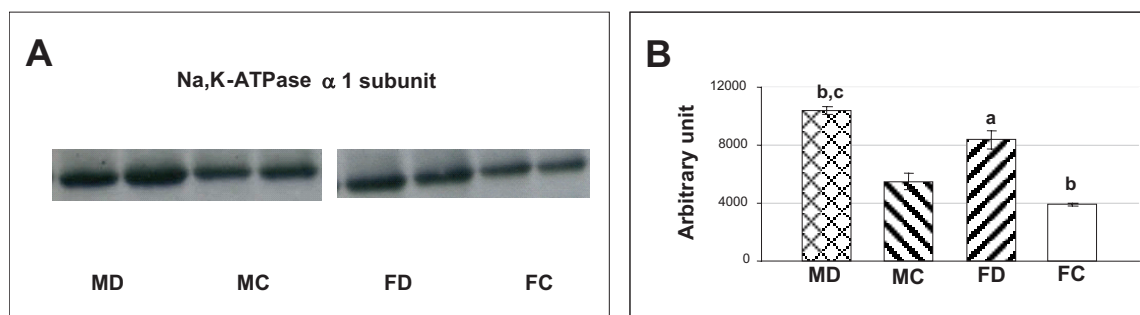 A
Na,K-ATPase α 1 subunit
MD MC FD FC
B
Arbitrary unit
12000
8000
4000
0
b,c
a
b
MD MC FD FC